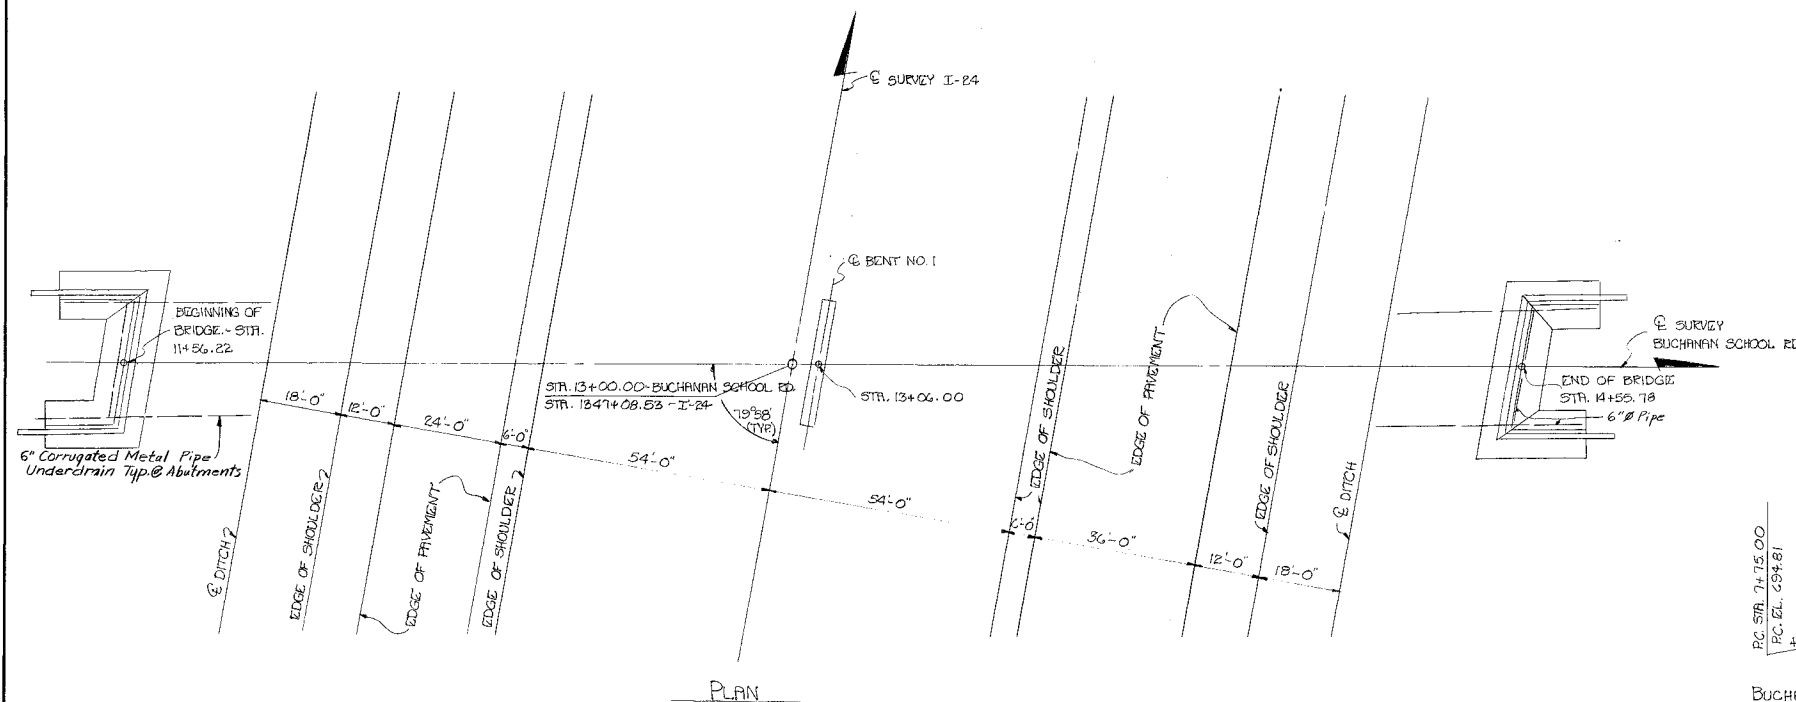 ℄ SURVEY I-24
℄ BENT NO. 1
BEGINNING OF
BRIDGE.- STA.
11+56.22
℄ SURVEY
BUCHANAN SCHOOL RD
STA. 13+00.00-BUCHANAN SCHOOL RD.
STA. 1347+08.53 - I-24
79°58'
(TYP.)
STA. 13+06.00
END OF BRIDGE
STA. 14+55.78
6"Ø Pipe
6" Corrugated Metal Pipe
Underdrain Typ.@ Abutments
18'-0"
12'-0"
24'-0"
6'-0"
54'-0"
54'-0"
6'-0"
36'-0"
12'-0"
18'-0"
℄ DITCH
EDGE OF SHOULDER
EDGE OF PAVEMENT
EDGE OF SHOULDER
EDGE OF SHOULDER
EDGE OF PAVEMENT
EDGE OF SHOULDER
℄ DITCH
P.C. STA. 7+75.00
P.C. EL. 694.81
+
PLAN
BUCHA